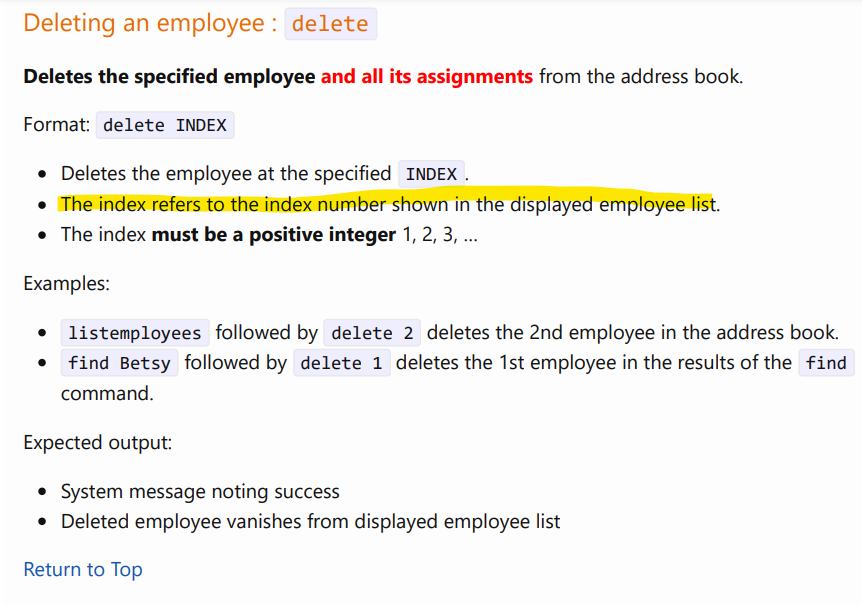 Deleting an employee : delete
Deletes the specified employee and all its assignments from the address book.
Format: delete INDEX
• Deletes the employee at the specified INDEX.
• The index refers to the index number shown in the displayed employee list.
• The index must be a positive integer 1, 2, 3, …
Examples:
• listemployees followed by delete 2 deletes the 2nd employee in the address book.
• find Betsy followed by delete 1 deletes the 1st employee in the results of the find
command.
Expected output:
• System message noting success
• Deleted employee vanishes from displayed employee list
Return to Top